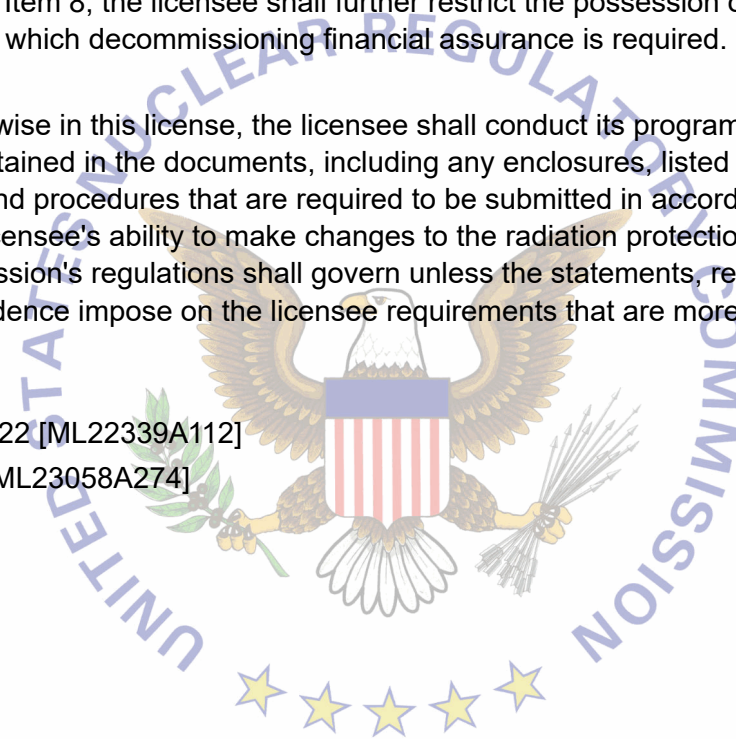 Item 8, the licensee shall further restrict the possession
which decommissioning financial assurance is required.
wise in this license, the licensee shall conduct its program
tained in the documents, including any enclosures, listed
nd procedures that are required to be submitted in accord
censee's ability to make changes to the radiation protectio
ssion's regulations shall govern unless the statements, re
dence impose on the licensee requirements that are more
22 [ML22339A112]
ML23058A274]
UNITED STATES NUCLEAR REGULATORY COMMISSION